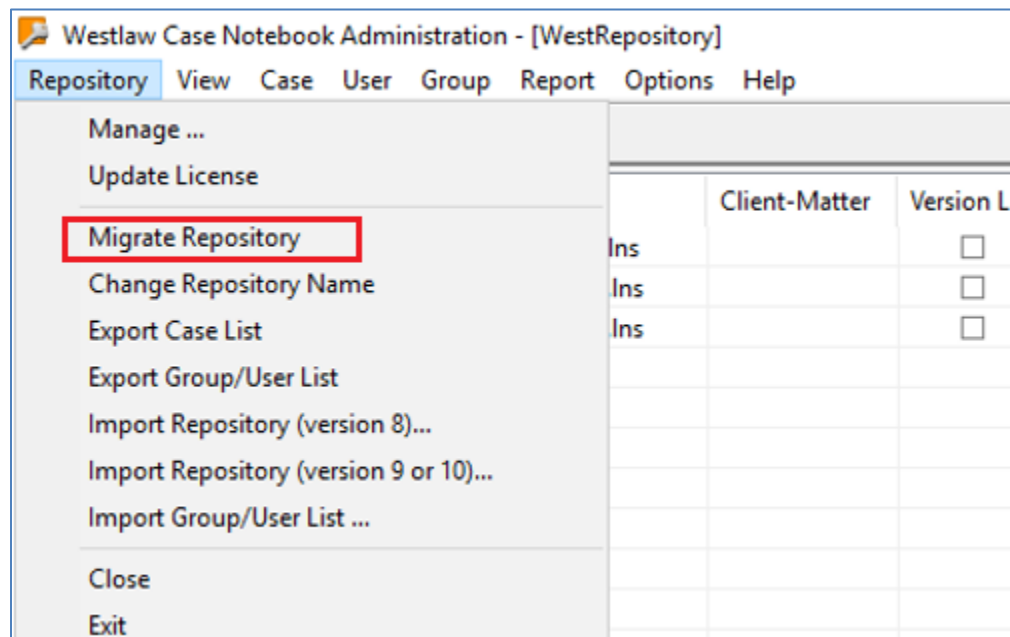 Westlaw Case Notebook Administration - [WestRepository]
Repository View Case User Group Report Options Help
Manage ...
Update License
Client-Matter Version L
Migrate Repository
Ins
Change Repository Name
.Ins
Export Case List
.Ins
Export Group/User List
Import Repository (version 8)...
Import Repository (version 9 or 10)...
Import Group/User List ...
Close
Exit